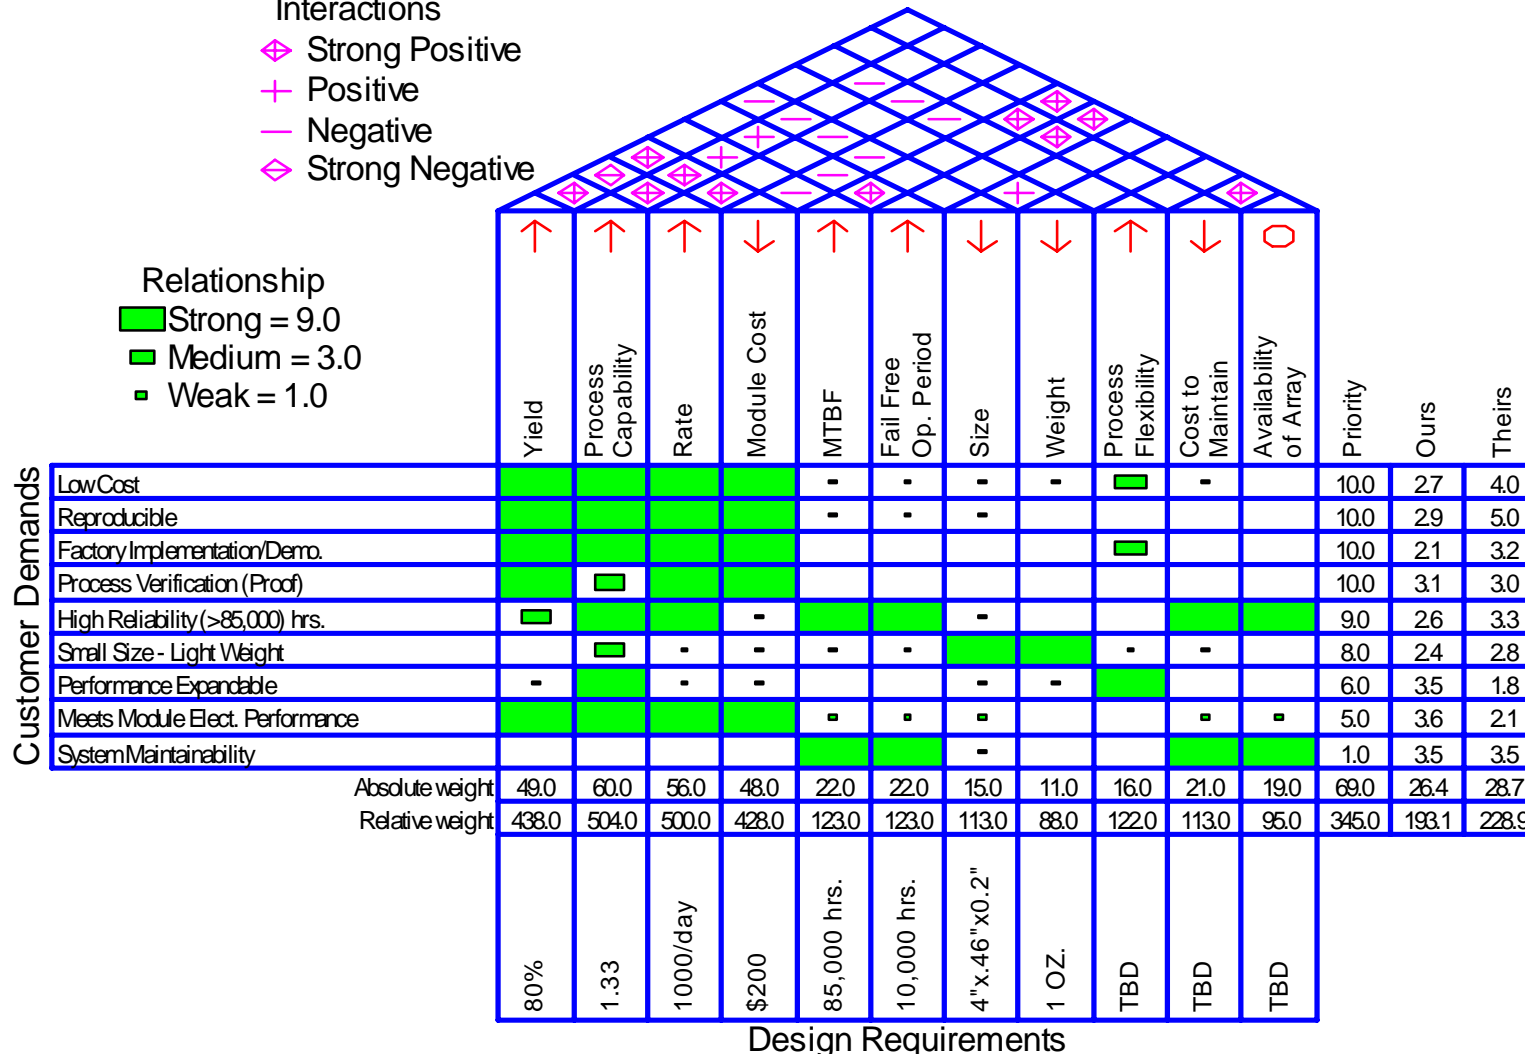 Interactions
Strong Positive
Positive
Negative
Strong Negative
Relationship
Strong = 9.0
Medium = 3.0
Weak = 1.0
Yield
Process Capability
Rate
Module Cost
MTBF
Fail Free Op. Period
Size
Weight
Process Flexibility
Cost to Maintain
Availability of Array
Priority
Ours
Theirs
Customer Demands
Low Cost 10.0 2.7 4.0
Reproducible 10.0 2.9 5.0
Factory Implementation/Demo. 10.0 2.1 3.2
Process Verification (Proof) 10.0 3.1 3.0
High Reliability (>85,000) hrs. 9.0 2.6 3.3
Small Size - Light Weight 8.0 2.4 2.8
Performance Expandable 6.0 3.5 1.8
Meets Module Elect. Performance 5.0 3.6 2.1
System Maintainability 1.0 3.5 3.5
Absolute weight 49.0 60.0 56.0 48.0 22.0 22.0 15.0 11.0 16.0 21.0 19.0 69.0 26.4 28.7
Relative weight 438.0 504.0 500.0 428.0 123.0 123.0 113.0 88.0 122.0 113.0 95.0 345.0 193.1 228.9
80%
1.33
1000/day
$200
85,000 hrs.
10,000 hrs.
4"x.46"x0.2"
1 OZ.
TBD
TBD
TBD
Design Requirements